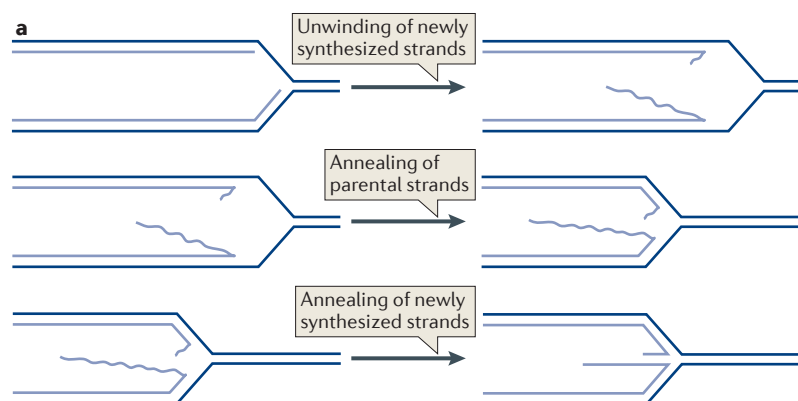 a
Unwinding of newly
synthesized strands
Annealing of
parental strands
Annealing of newly
synthesized strands